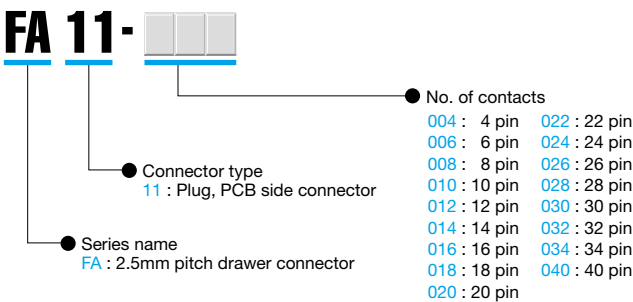 FA 11-
No. of contacts
004 : 4 pin 022 : 22 pin
006 : 6 pin 024 : 24 pin
008 : 8 pin 026 : 26 pin
010 : 10 pin 028 : 28 pin
012 : 12 pin 030 : 30 pin
014 : 14 pin 032 : 32 pin
016 : 16 pin 034 : 34 pin
018 : 18 pin 040 : 40 pin
020 : 20 pin
Connector type
11 : Plug, PCB side connector
Series name
FA : 2.5mm pitch drawer connector